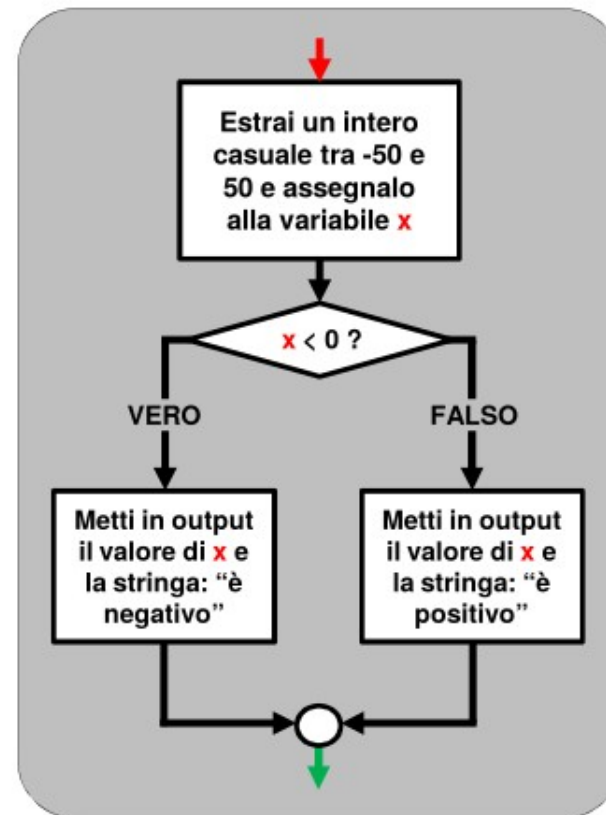 Estrai un intero
casuale tra -50 e
50 e assegnalo
alla variabile x
x < 0 ?
VERO
FALSO
Metti in output
il valore di x e
la stringa: “è
negativo”
Metti in output
il valore di x e
la stringa: “è
positivo”